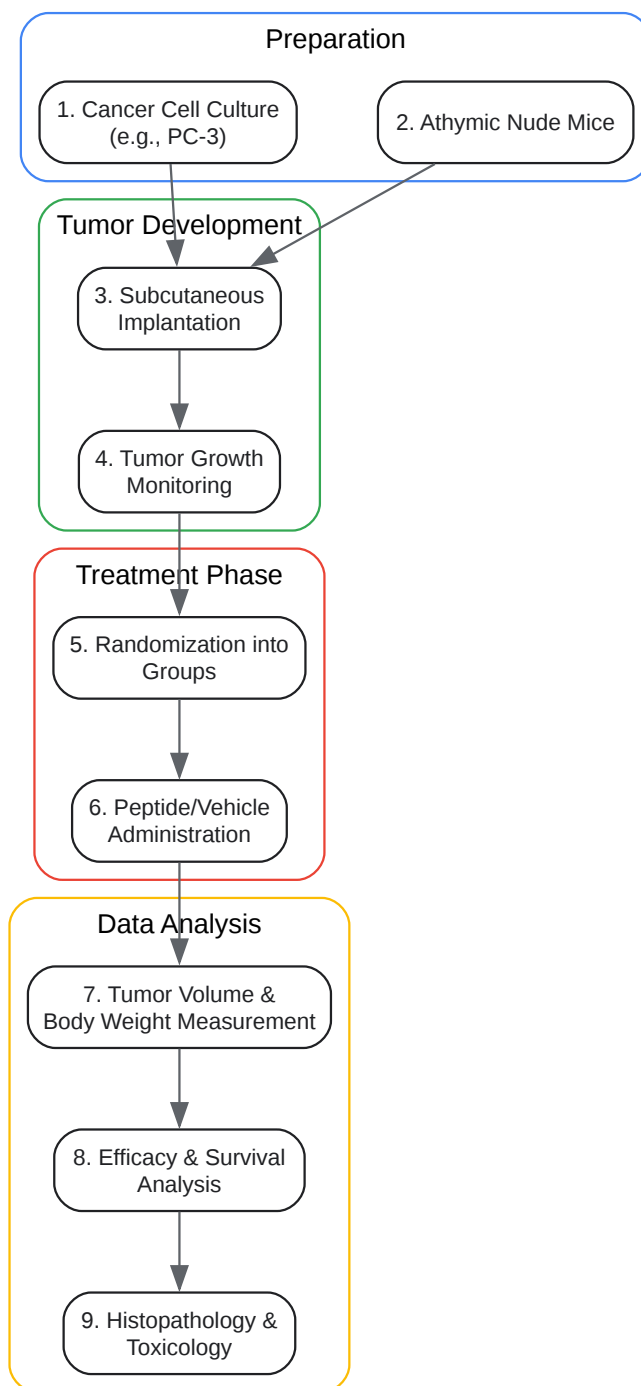 Preparation
1. Cancer Cell Culture
(e.g., PC-3)
2. Athymic Nude Mice
Tumor Development
3. Subcutaneous
Implantation
4. Tumor Growth
Monitoring
Treatment Phase
5. Randomization into
Groups
6. Peptide/Vehicle
Administration
Data Analysis
7. Tumor Volume &
Body Weight Measurement
8. Efficacy & Survival
Analysis
9. Histopathology &
Toxicology